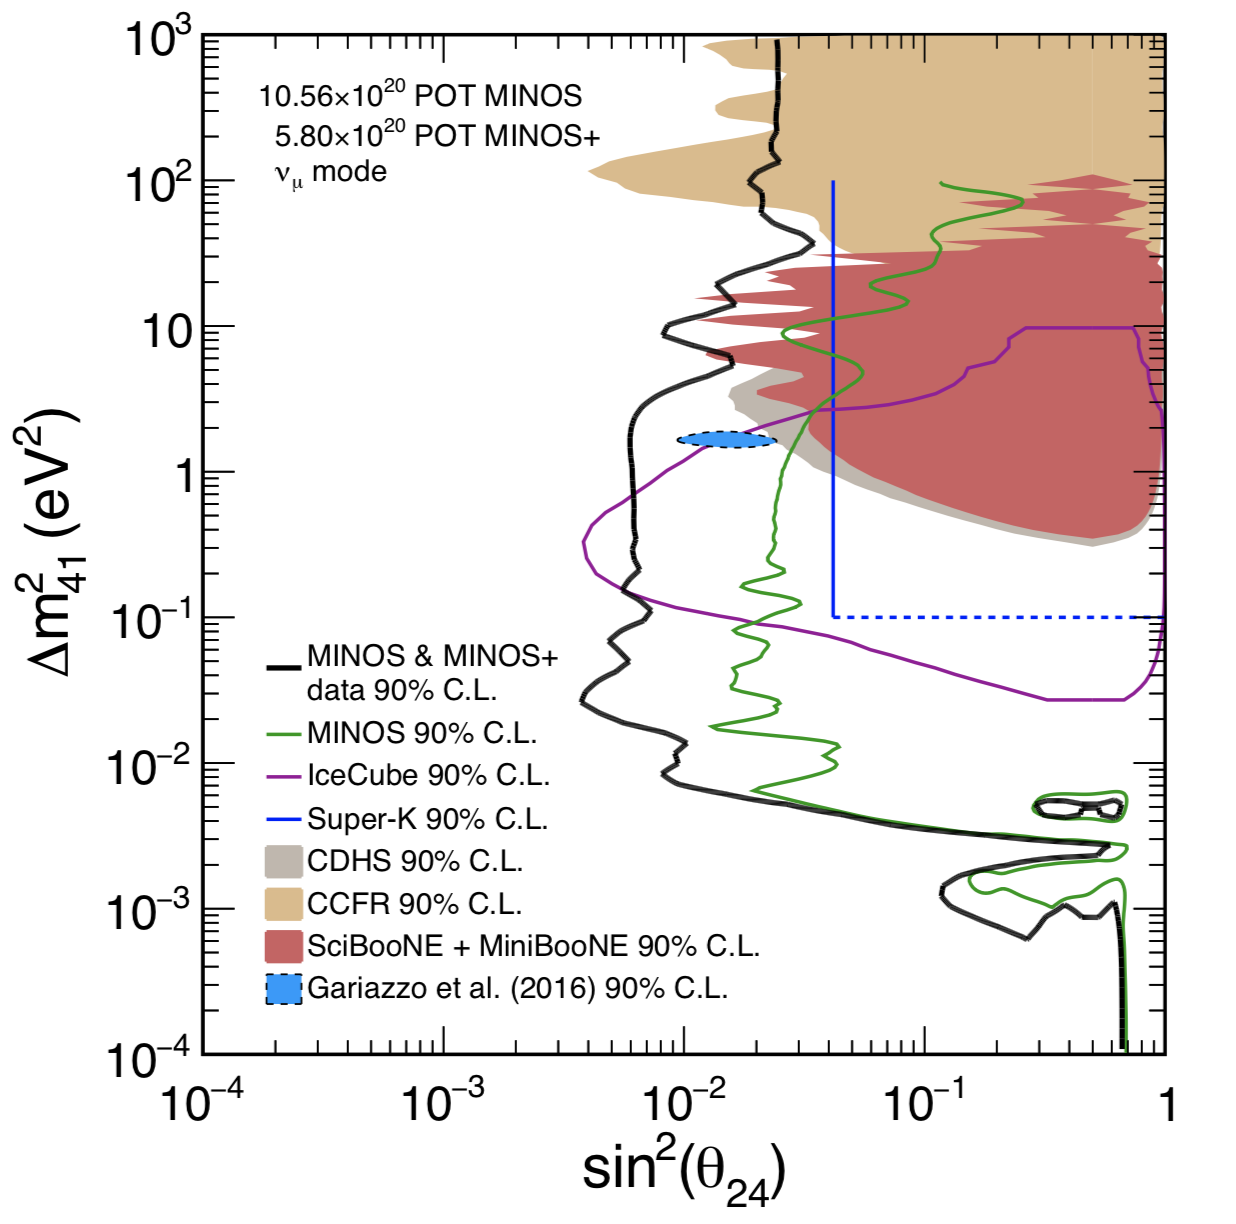 10.56×10²⁰ POT MINOS
5.80×10²⁰ POT MINOS+
ν_μ mode
10³
10²
10
1
10⁻¹
10⁻²
10⁻³
10⁻⁴
Δm²₄₁ (eV²)
MINOS & MINOS+
data 90% C.L.
MINOS 90% C.L.
IceCube 90% C.L.
Super-K 90% C.L.
CDHS 90% C.L.
CCFR 90% C.L.
SciBooNE + MiniBooNE 90% C.L.
Gariazzo et al. (2016) 90% C.L.
10⁻⁴ 10⁻³ 10⁻² 10⁻¹ 1
sin²(θ₂₄)